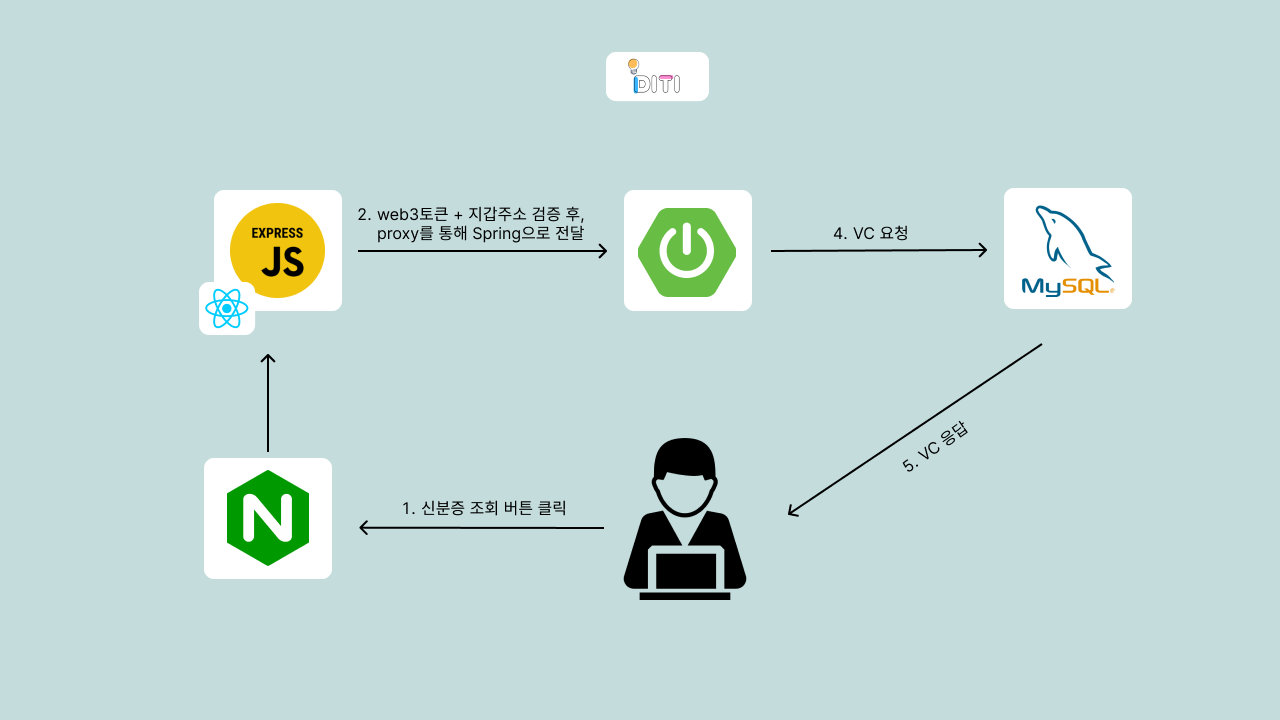 iDITI
EXPRESS
JS
2. web3토큰 + 지갑주소 검증 후,
proxy를 통해 Spring으로 전달
4. VC 요청
MySQL®
5. VC 응답
N
1. 신분증 조회 버튼 클릭